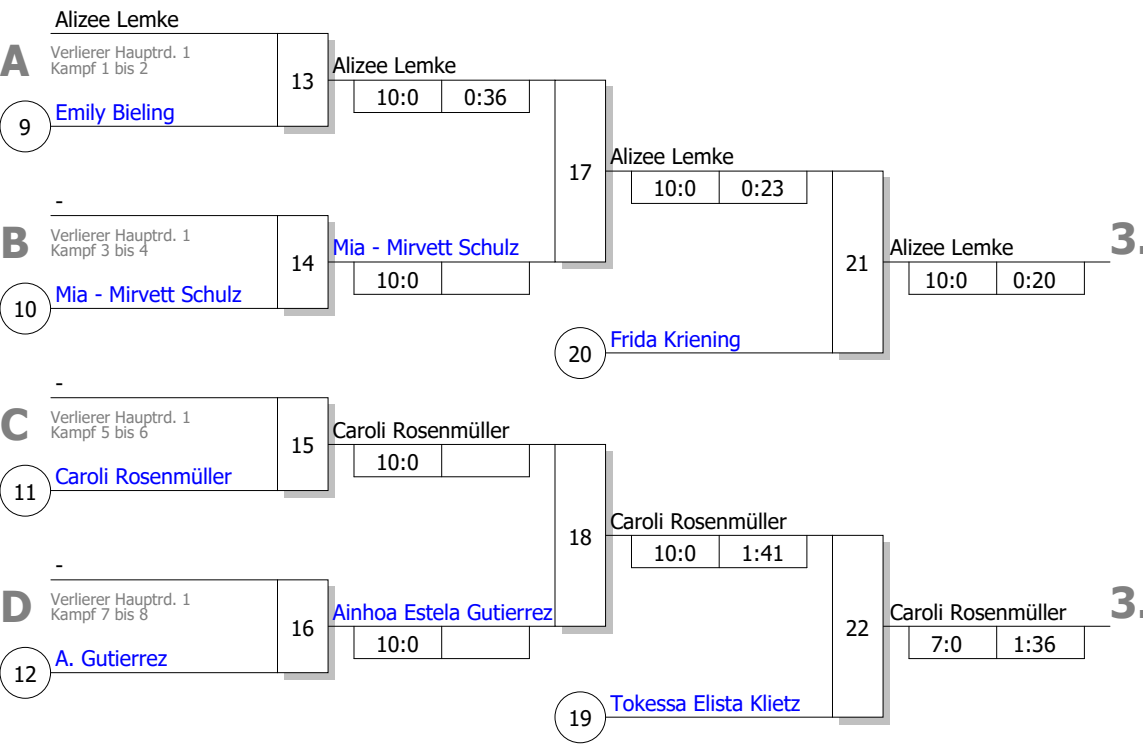 Alizee Lemke
A
Verlierer Hauptrd. 1
Kampf 1 bis 2
13
Alizee Lemke
10:0 0:36
9
Emily Bieling
17
Alizee Lemke
10:0 0:23
-
B
Verlierer Hauptrd. 1
Kampf 3 bis 4
14
Mia - Mirvett Schulz
10:0
10
Mia - Mirvett Schulz
21
Alizee Lemke
10:0 0:20
3.
20
Frida Kriening
-
C
Verlierer Hauptrd. 1
Kampf 5 bis 6
15
Caroli Rosenmüller
10:0
11
Caroli Rosenmüller
18
Caroli Rosenmüller
10:0 1:41
-
D
Verlierer Hauptrd. 1
Kampf 7 bis 8
16
Ainhoa Estela Gutierrez
10:0
12
A. Gutierrez
22
Caroli Rosenmüller
7:0 1:36
3.
19
Tokessa Elista Klietz